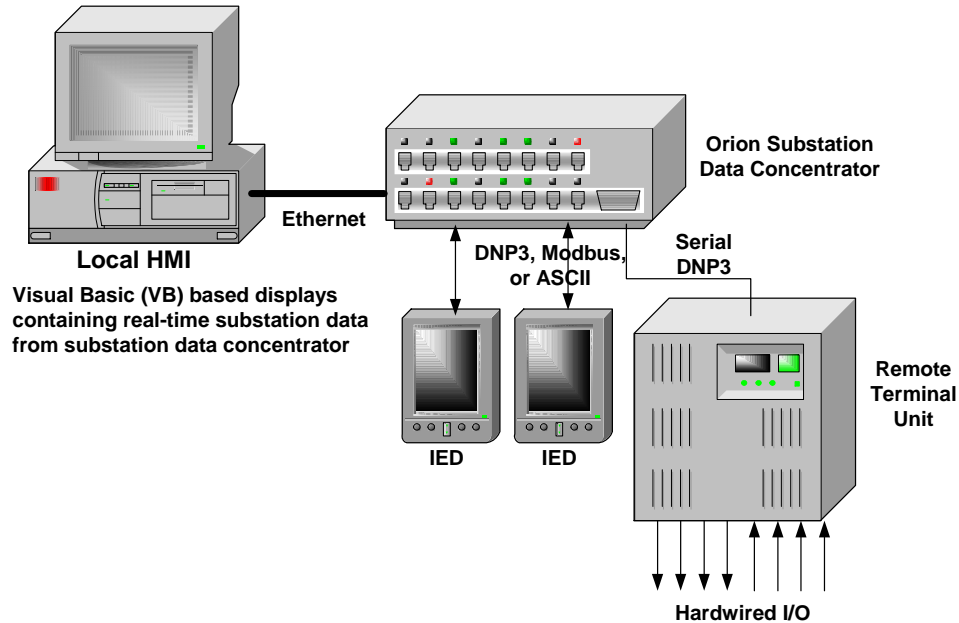 Orion Substation
Data Concentrator
Ethernet
Local HMI
Visual Basic (VB) based displays
containing real-time substation data
from substation data concentrator
DNP3, Modbus,
or ASCII
Serial
DNP3
IED
IED
Remote
Terminal
Unit
Hardwired I/O